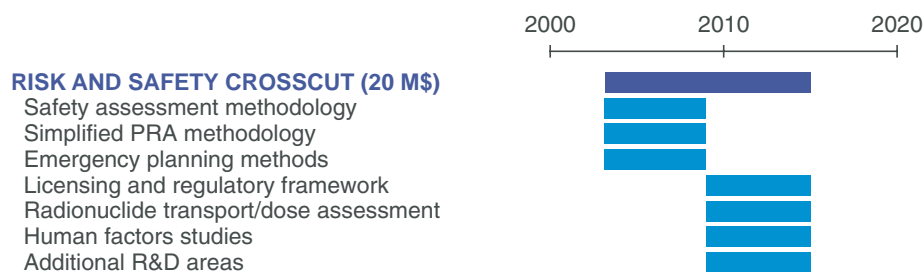 2000 2010 2020
RISK AND SAFETY CROSSCUT (20 M$)
Safety assessment methodology
Simplified PRA methodology
Emergency planning methods
Licensing and regulatory framework
Radionuclide transport/dose assessment
Human factors studies
Additional R&D areas